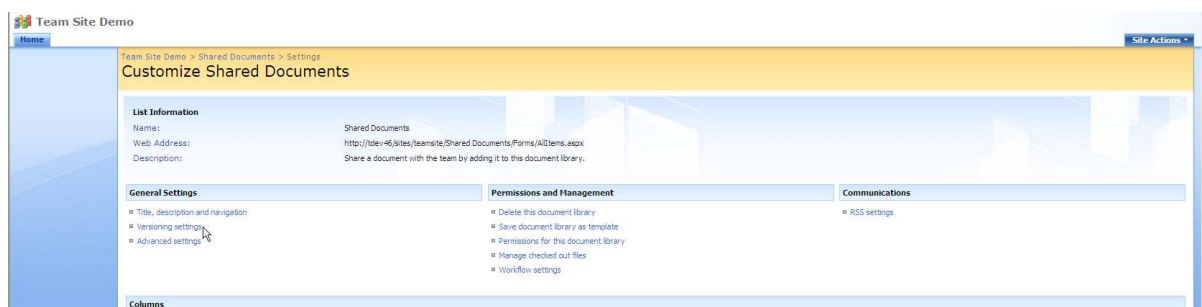 Team Site Demo
Home
Site Actions
Team Site Demo > Shared Documents > Settings
Customize Shared Documents
List Information
Name: Shared Documents
Web Address: http://tdev46/sites/teamsite/Shared Documents/Forms/AllItems.aspx
Description: Share a document with the team by adding it to this document library.
General Settings
Title, description and navigation
Versioning settings
Advanced settings
Permissions and Management
Delete this document library
Save document library as template
Permissions for this document library
Manage checked out files
Workflow settings
Communications
RSS settings
Columns